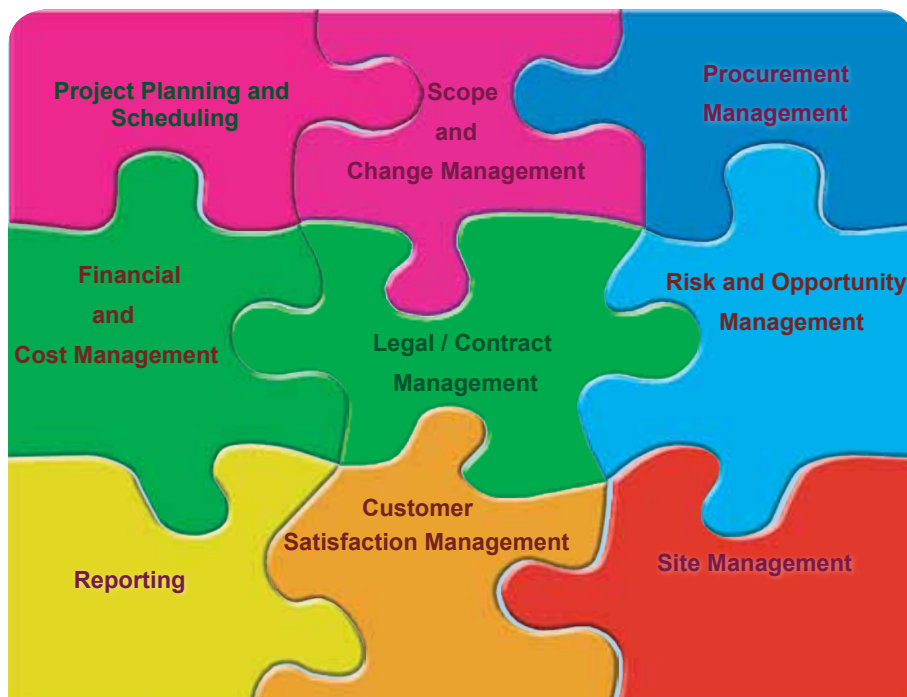 Project Planning and
Scheduling
Scope
and
Change Management
Procurement
Management
Financial
and
Cost Management
Legal / Contract
Management
Risk and Opportunity
Management
Reporting
Customer
Satisfaction Management
Site Management